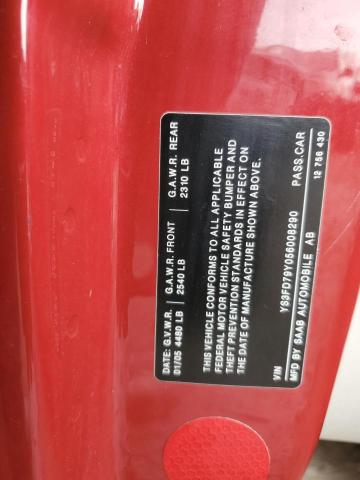 DATE: G.V.W.R. G.A.W.R. FRONT G.A.W.R. REAR
01/05 4480 LB 2540 LB 2310 LB
THIS VEHICLE CONFORMS TO ALL APPLICABLE
FEDERAL MOTOR VEHICLE SAFETY BUMPER AND
THEFT PREVENTION STANDARDS IN EFFECT ON
THE DATE OF MANUFACTURE SHOWN ABOVE.
VIN YS3FD79Y056008290 PASS.CAR
MFD BY SAAB AUTOMOBILE AB 12 756 430